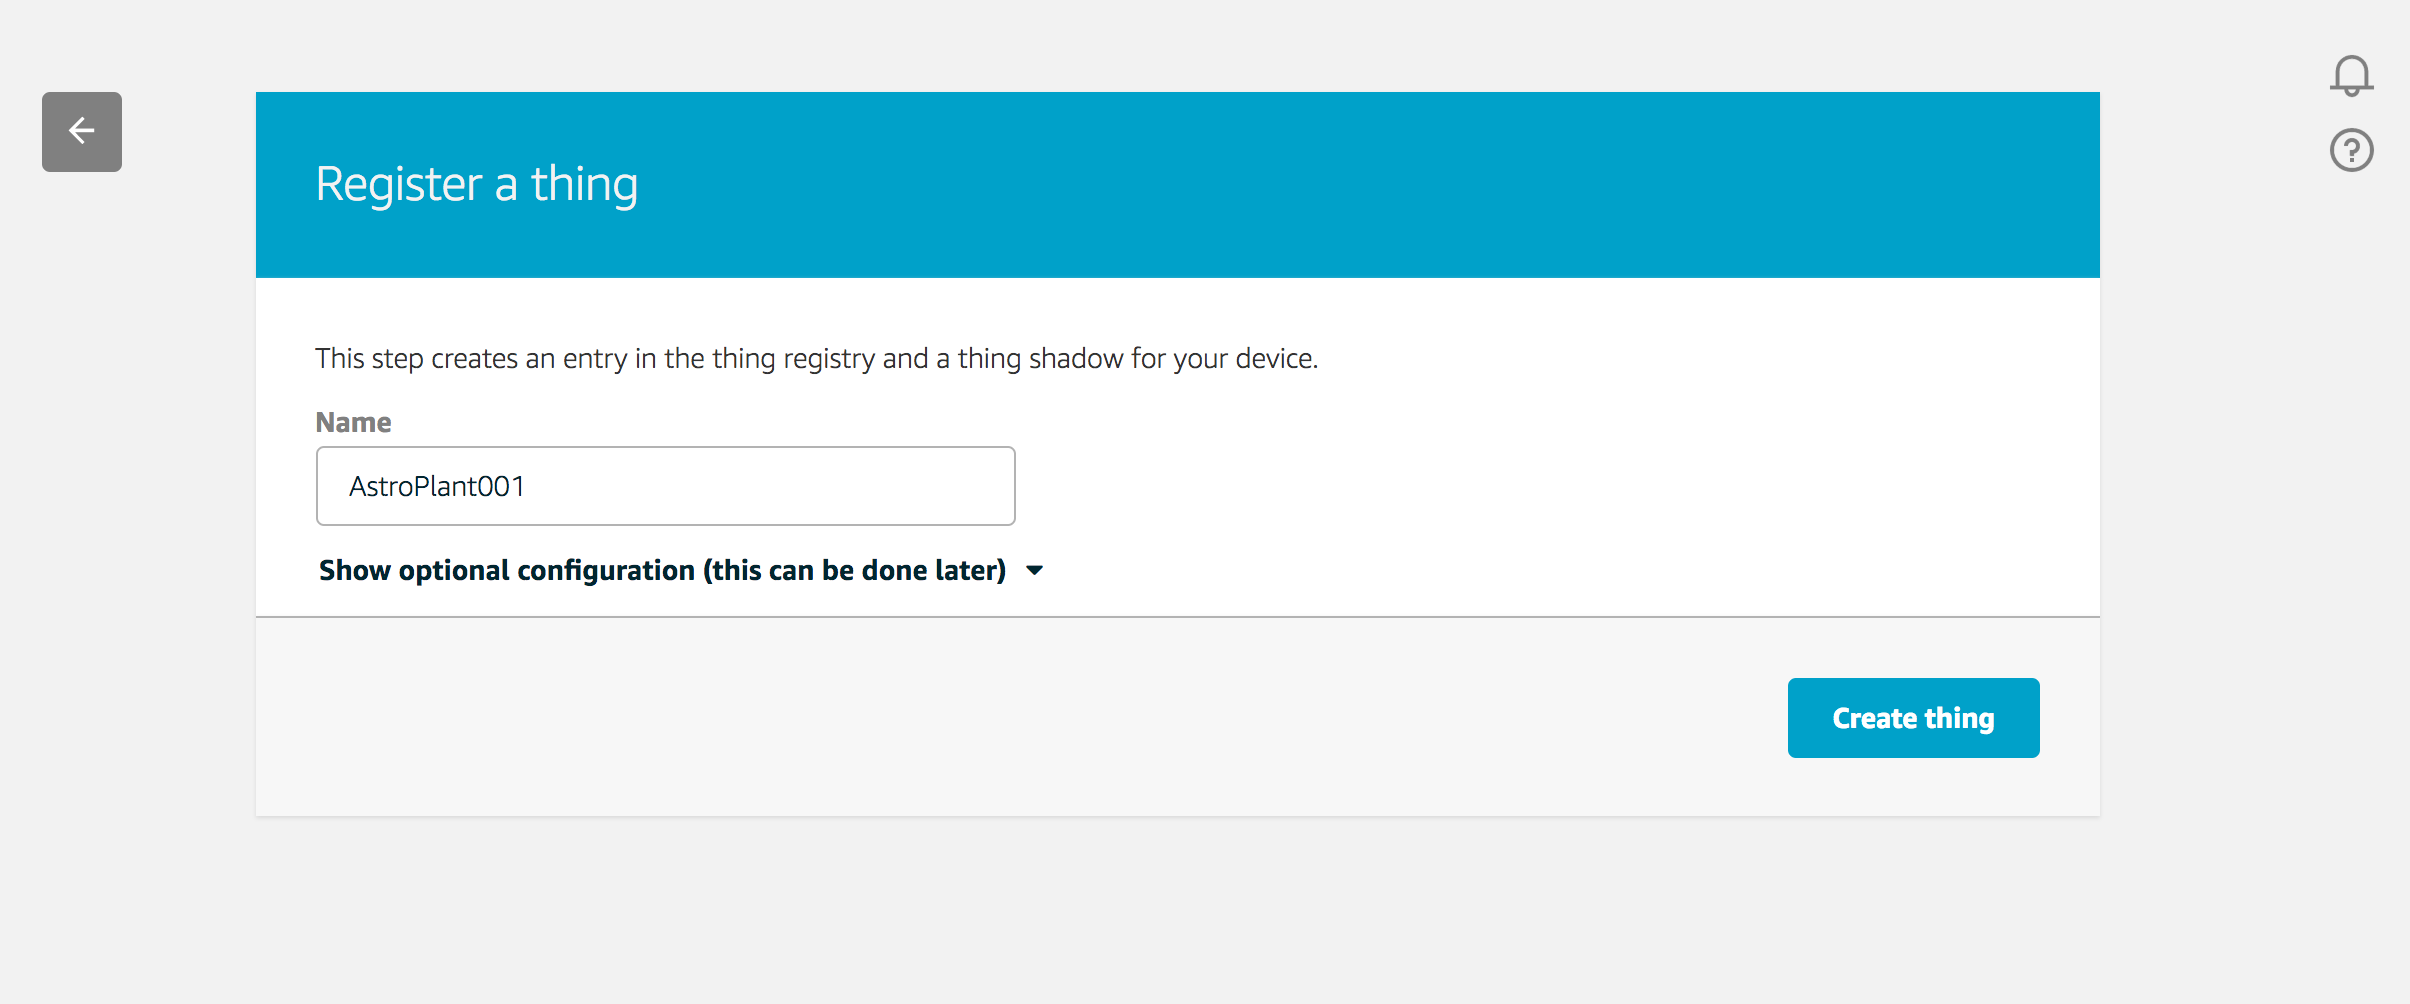 Register a thing
This step creates an entry in the thing registry and a thing shadow for your device.
Name
AstroPlant001
Show optional configuration (this can be done later)
Create thing
?